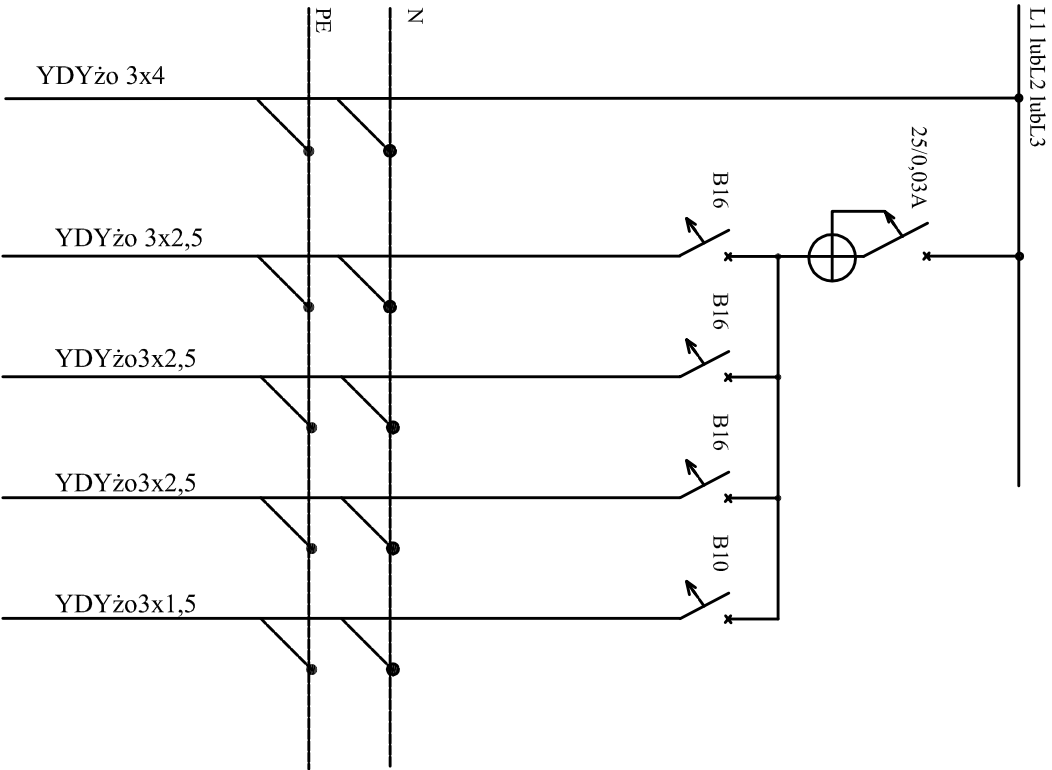 PE
N
L1 lubL2 lubL3
YDYżo 3x4
25/0,03A
B16
YDYżo 3x2,5
B16
YDYżo3x2,5
B16
YDYżo3x2,5
B10
YDYżo3x1,5